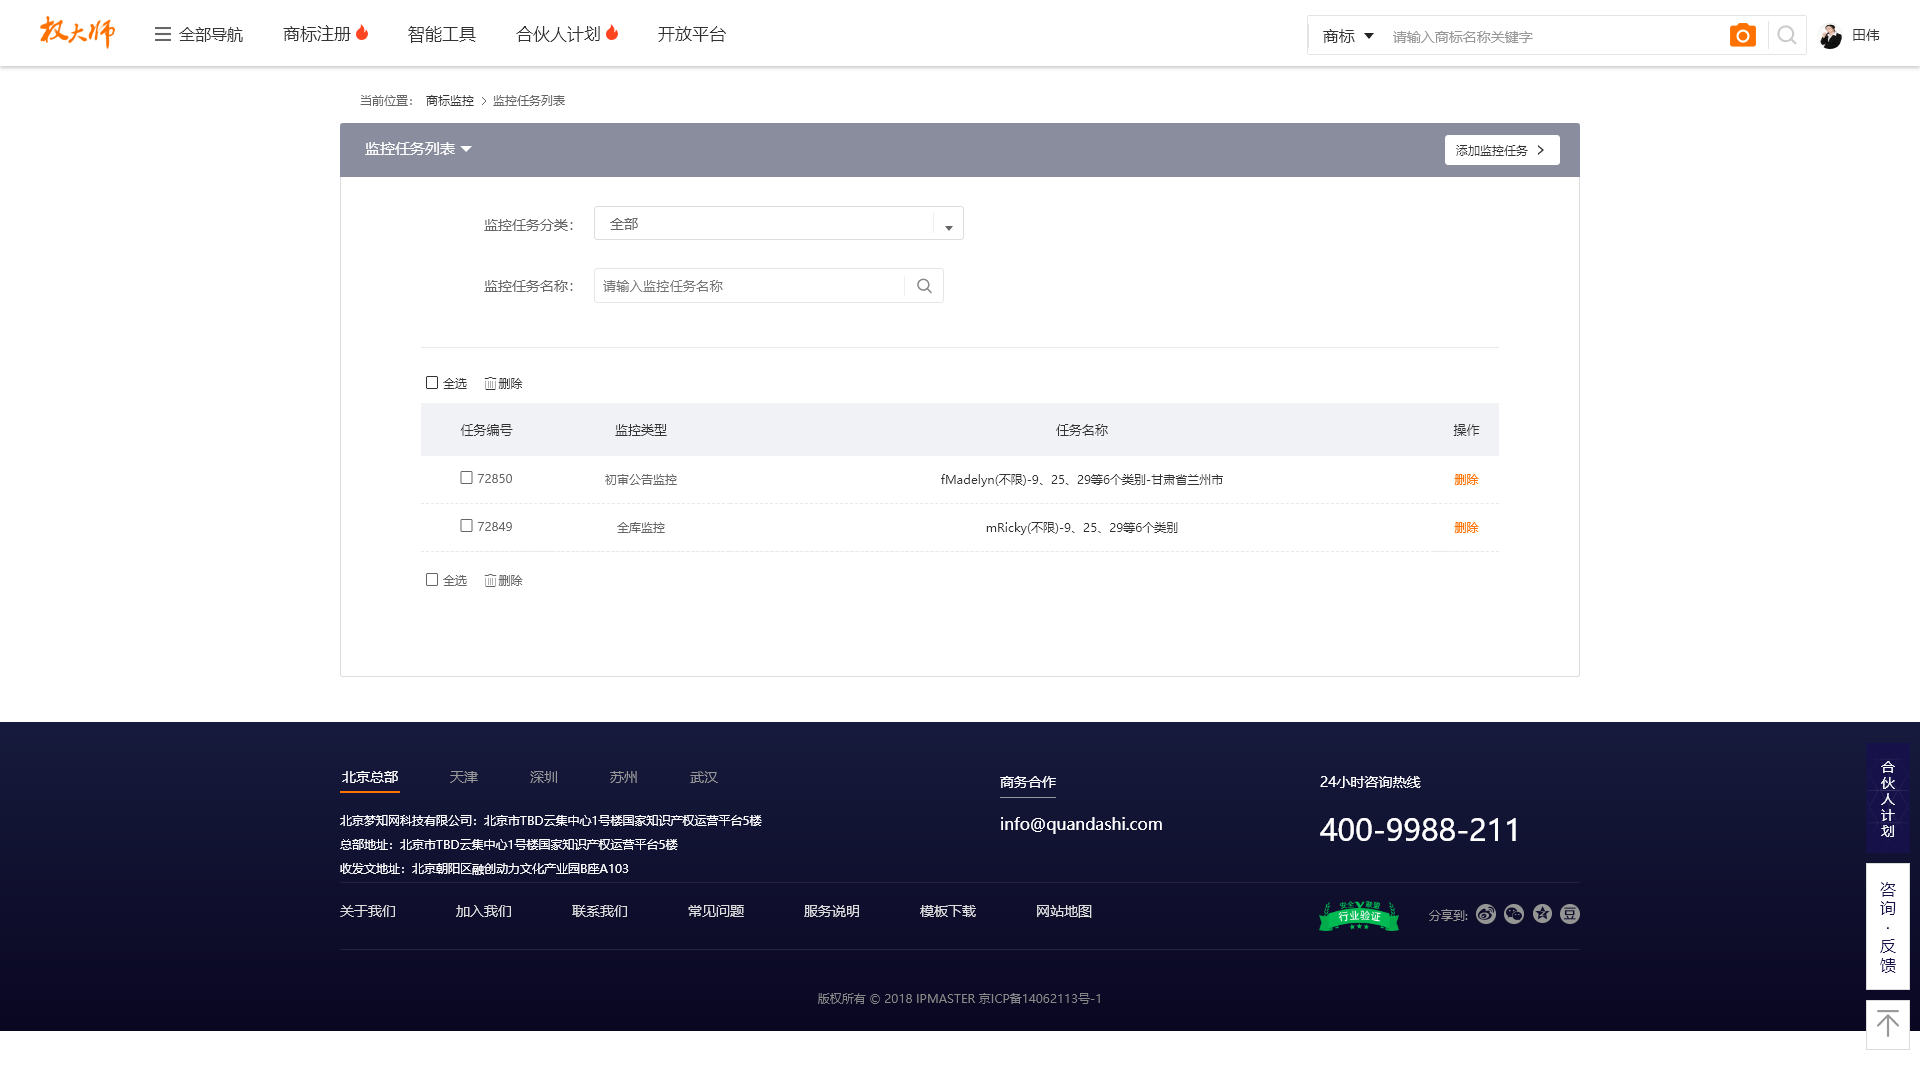 权大师
全部导航 商标注册 智能工具 合伙人计划 开放平台 商标 请输入商标名称关键字 田伟
当前位置： 商标监控 > 监控任务列表
监控任务列表 添加监控任务 >
监控任务分类： 全部
监控任务名称： 请输入监控任务名称
全选 删除
任务编号 监控类型 任务名称 操作
72850 初审公告监控 fMadelyn(不限)-9、25、29等6个类别-甘肃省兰州市 删除
72849 全库监控 mRicky(不限)-9、25、29等6个类别 删除
全选 删除
北京总部 天津 深圳 苏州 武汉
北京梦知网科技有限公司：北京市TBD云集中心1号楼国家知识产权运营平台5楼
总部地址：北京市TBD云集中心1号楼国家知识产权运营平台5楼
收发文地址：北京朝阳区融创动力文化产业园B座A103
商务合作
info@quandashi.com
24小时咨询热线
400-9988-211
关于我们 加入我们 联系我们 常见问题 服务说明 模板下载 网站地图
安全V联盟
行业验证
分享到: 豆
版权所有 © 2018 IPMASTER 京ICP备14062113号-1
合伙人计划
咨询·反馈